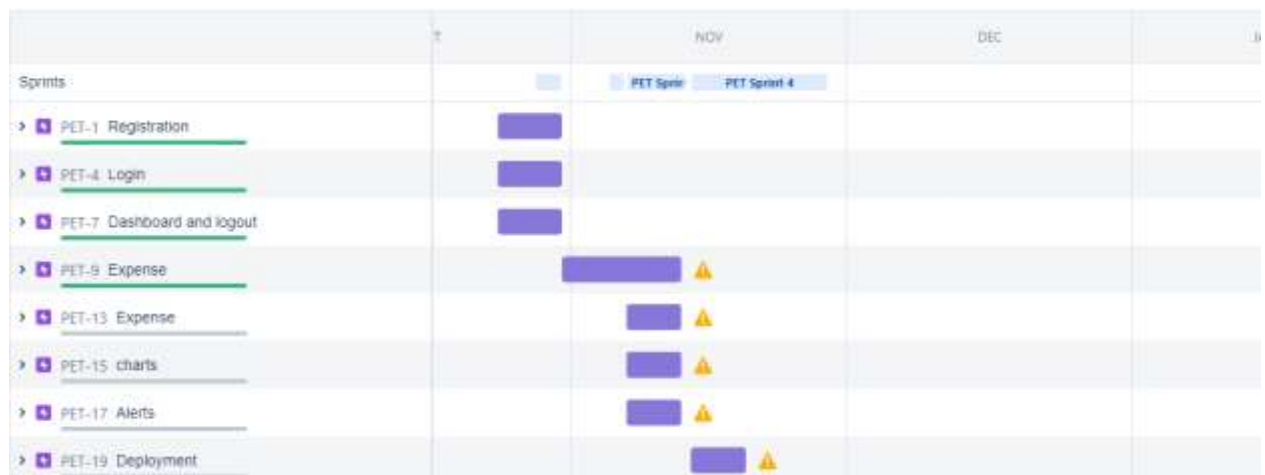 T NOV DEC
Sprints PET Sprin PET Sprint 4
PET-1 Registration
PET-4 Login
PET-7 Dashboard and logout
PET-9 Expense
PET-13 Expense
PET-15 charts
PET-17 Alerts
PET-19 Deployment